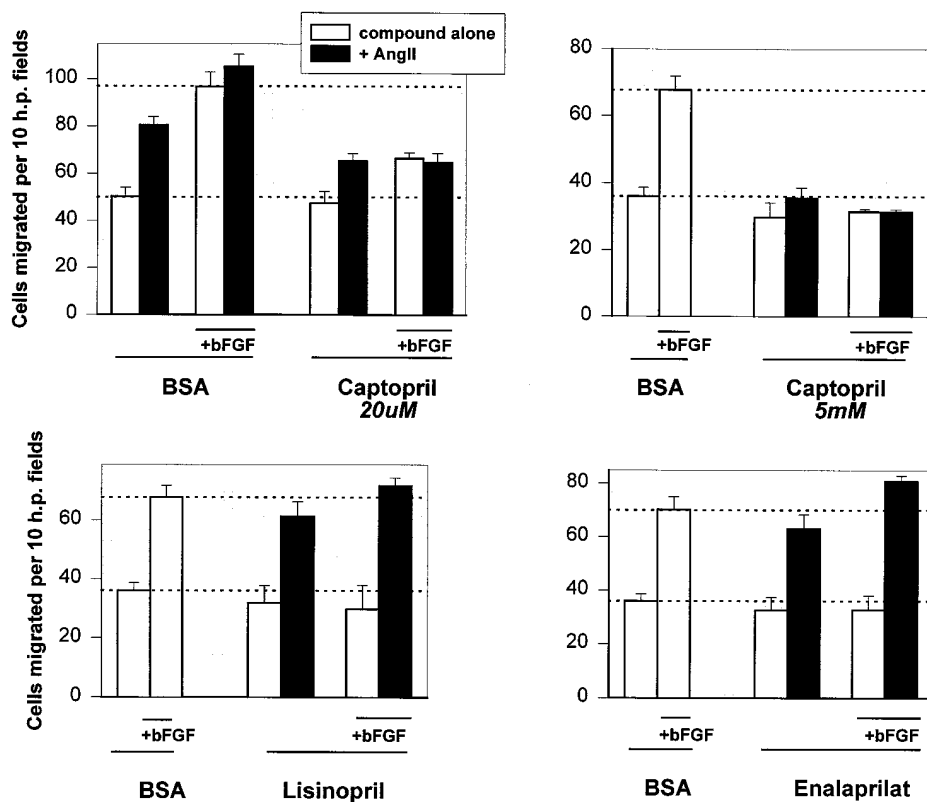 compound alone
+ AngII
Cells migrated per 10 h.p. fields
100
80
60
40
20
0
+bFGF
+bFGF
BSA
Captopril
20uM
80
60
40
20
0
+bFGF
+bFGF
BSA
Captopril
5mM
Cells migrated per 10 h.p. fields
60
40
20
0
+bFGF
+bFGF
BSA
Lisinopril
80
60
40
20
0
+bFGF
+bFGF
BSA
Enalaprilat